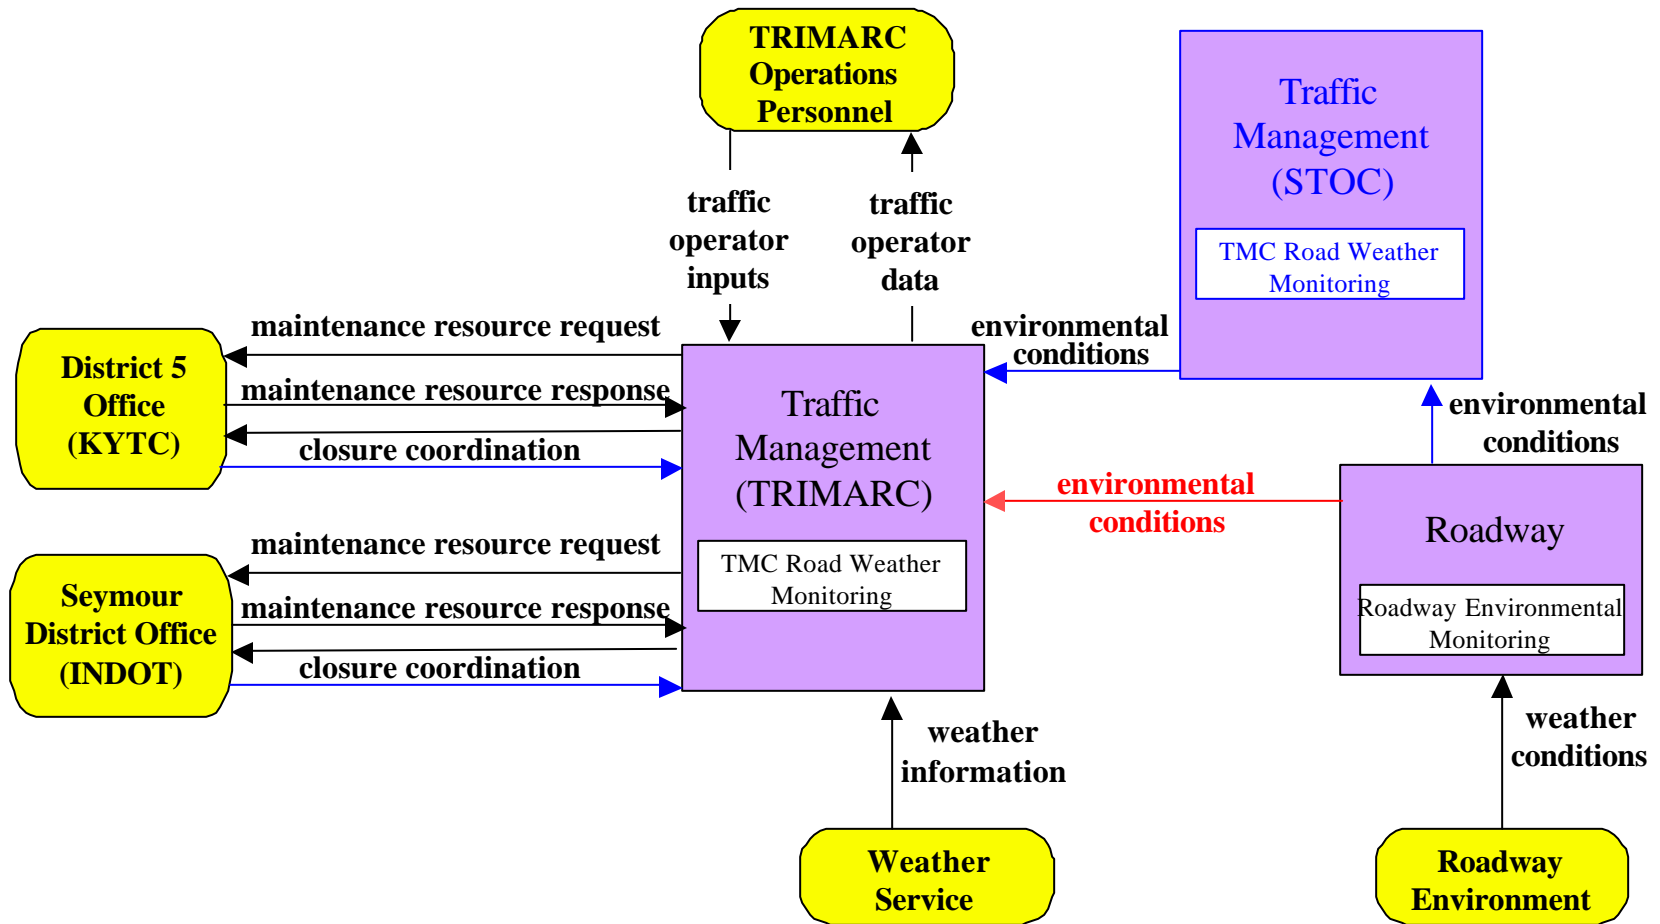 TRIMARC
Operations
Personnel
Traffic
Management
(STOC)
TMC Road Weather
Monitoring
traffic
operator
inputs
traffic
operator
data
maintenance resource request
maintenance resource response
closure coordination
District 5
Office
(KYTC)
environmental
conditions
Traffic
Management
(TRIMARC)
TMC Road Weather
Monitoring
environmental
conditions
environmental
conditions
Roadway
Roadway Environmental
Monitoring
maintenance resource request
maintenance resource response
closure coordination
Seymour
District Office
(INDOT)
weather
information
weather
conditions
Weather
Service
Roadway
Environment